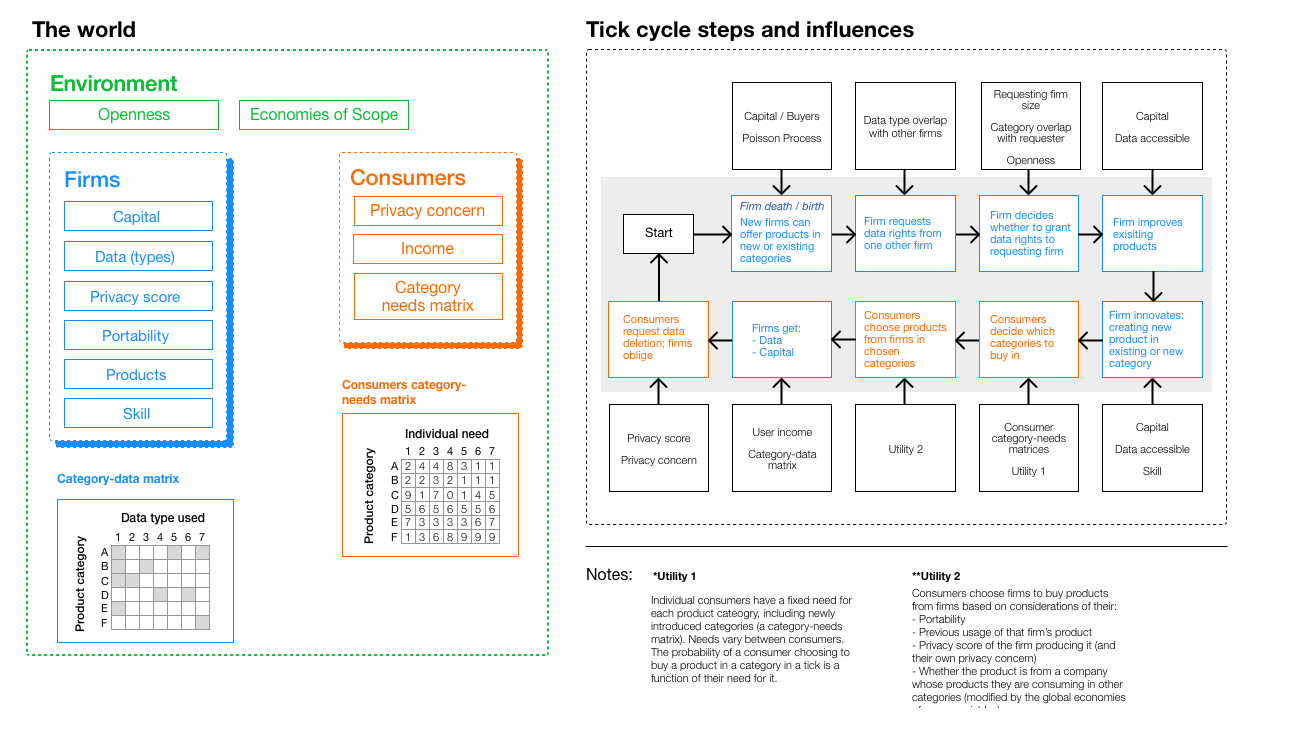 The world
Environment
Openness
Economies of Scope
Firms
Capital
Data (types)
Privacy score
Portability
Products
Skill
Consumers
Privacy concern
Income
Category
needs matrix
Category-data matrix
Data type used
Product category
1 2 3 4 5 6 7
A
B
C
D
E
F
Consumers category-
needs matrix
Individual need
Product category
1 2 3 4 5 6 7
A 2 4 4 8 3 1 1
B 2 2 3 2 1 1 1
C 9 1 7 0 1 4 5
D 5 6 5 6 5 5 6
E 7 3 3 3 3 6 7
F 1 3 6 8 9 9 9
Tick cycle steps and influences
Capital / Buyers
Poisson Process
Data type overlap
with other firms
Requesting firm
size
Category overlap
with requester
Openness
Capital
Data accessible
Start
Firm death / birth
New firms can
offer products in
new or existing
categories
Firm requests
data rights from
one other firm
Firm decides
whether to grant
data rights to
requesting firm
Firm improves
exisiting
products
Consumers
request data
deletion; firms
oblige
Firms get:
- Data
- Capital
Consumers
choose products
from firms in
chosen
categories
Consumers
decide which
categories to
buy in
Firm innovates:
creating new
product in
existing or new
category
Privacy score
Privacy concern
User income
Category-data
matrix
Utility 2
Consumer
category-needs
matrices
Utility 1
Capital
Data accessible
Skill
Notes:
*Utility 1
Individual consumers have a fixed need for
each product cateogry, including newly
introduced categories (a category-needs
matrix). Needs vary between consumers.
The probability of a consumer choosing to
buy a product in a category in a tick is a
function of their need for it.
**Utility 2
Consumers choose firms to buy products
from firms based on considerations of their:
- Portability
- Previous usage of that firm's product
- Privacy score of the firm producing it (and
their own privacy concern)
- Whether the product is from a company
whose products they are consuming in other
categories (modified by the global economies